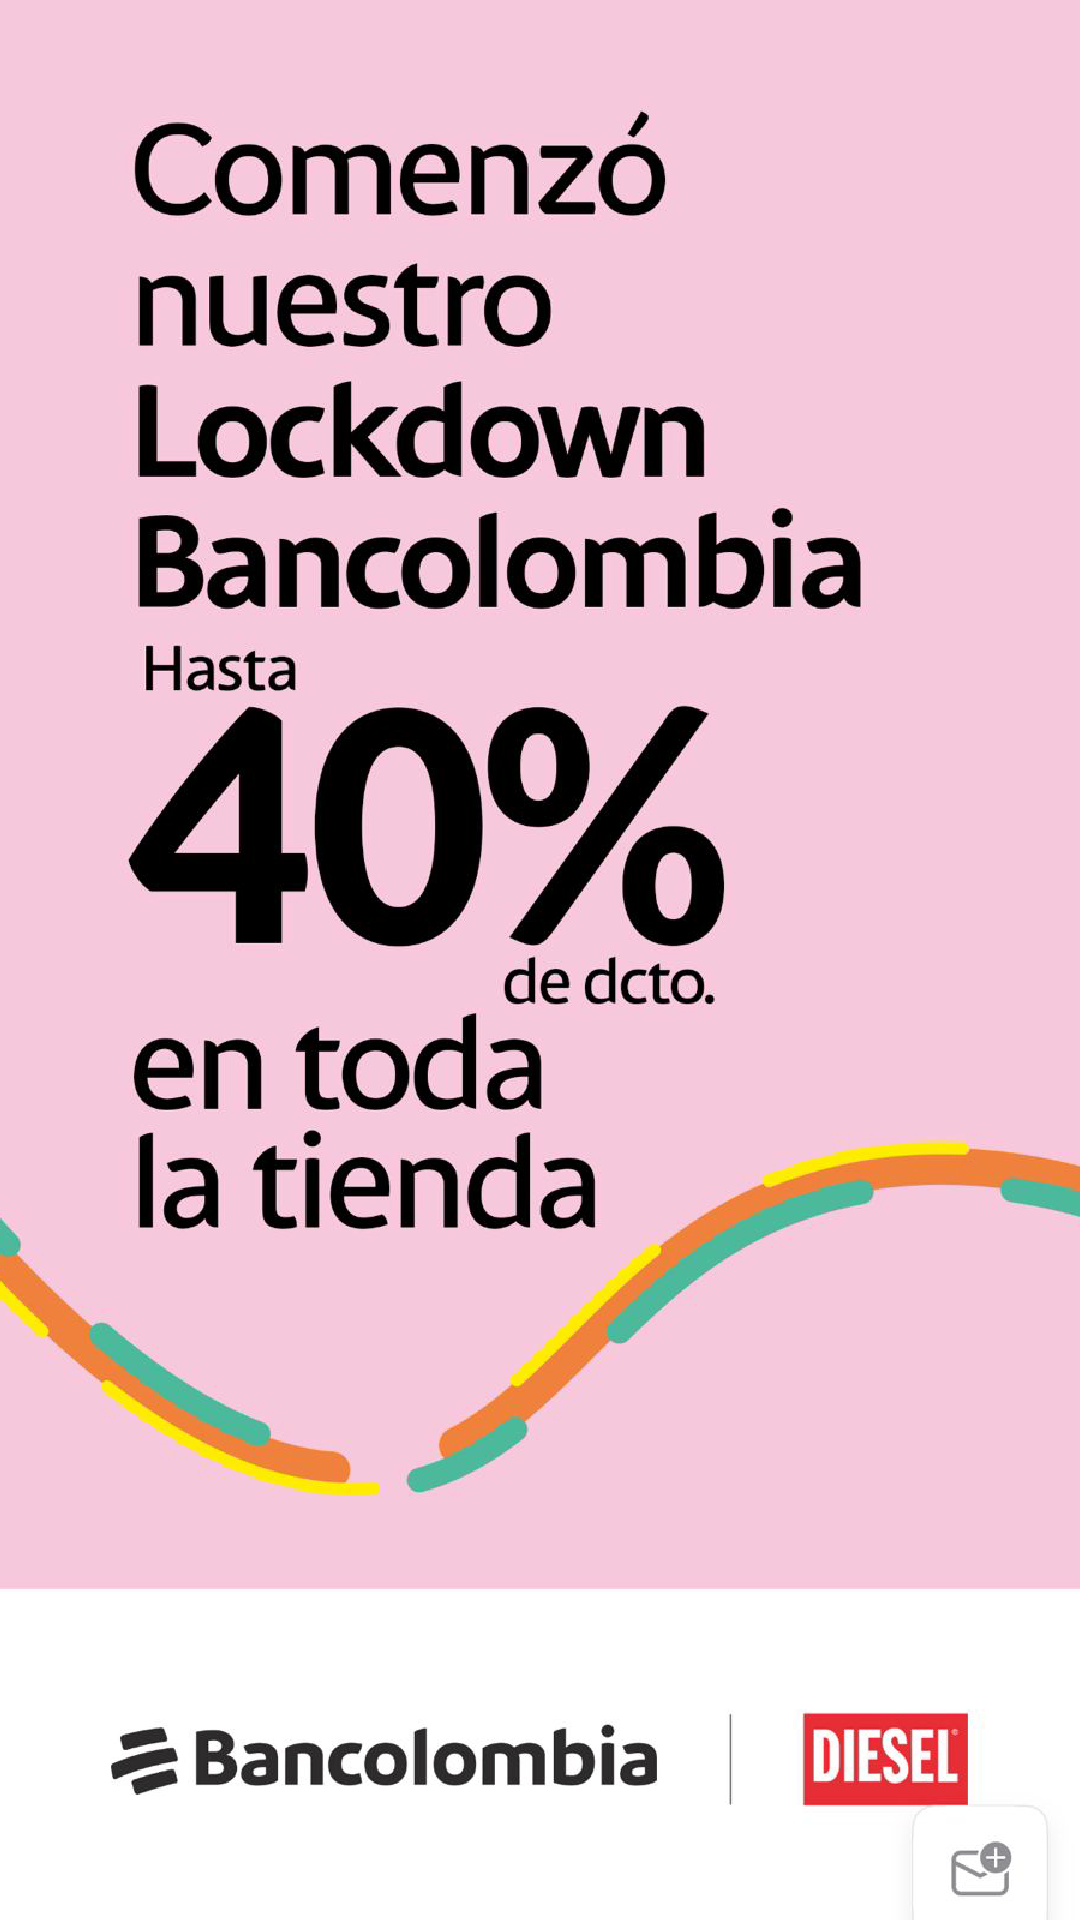 Comenzó
nuestro
Lockdown
Bancolombia
Hasta
40%
de dcto.
en toda
la tienda
Bancolombia
DIESEL